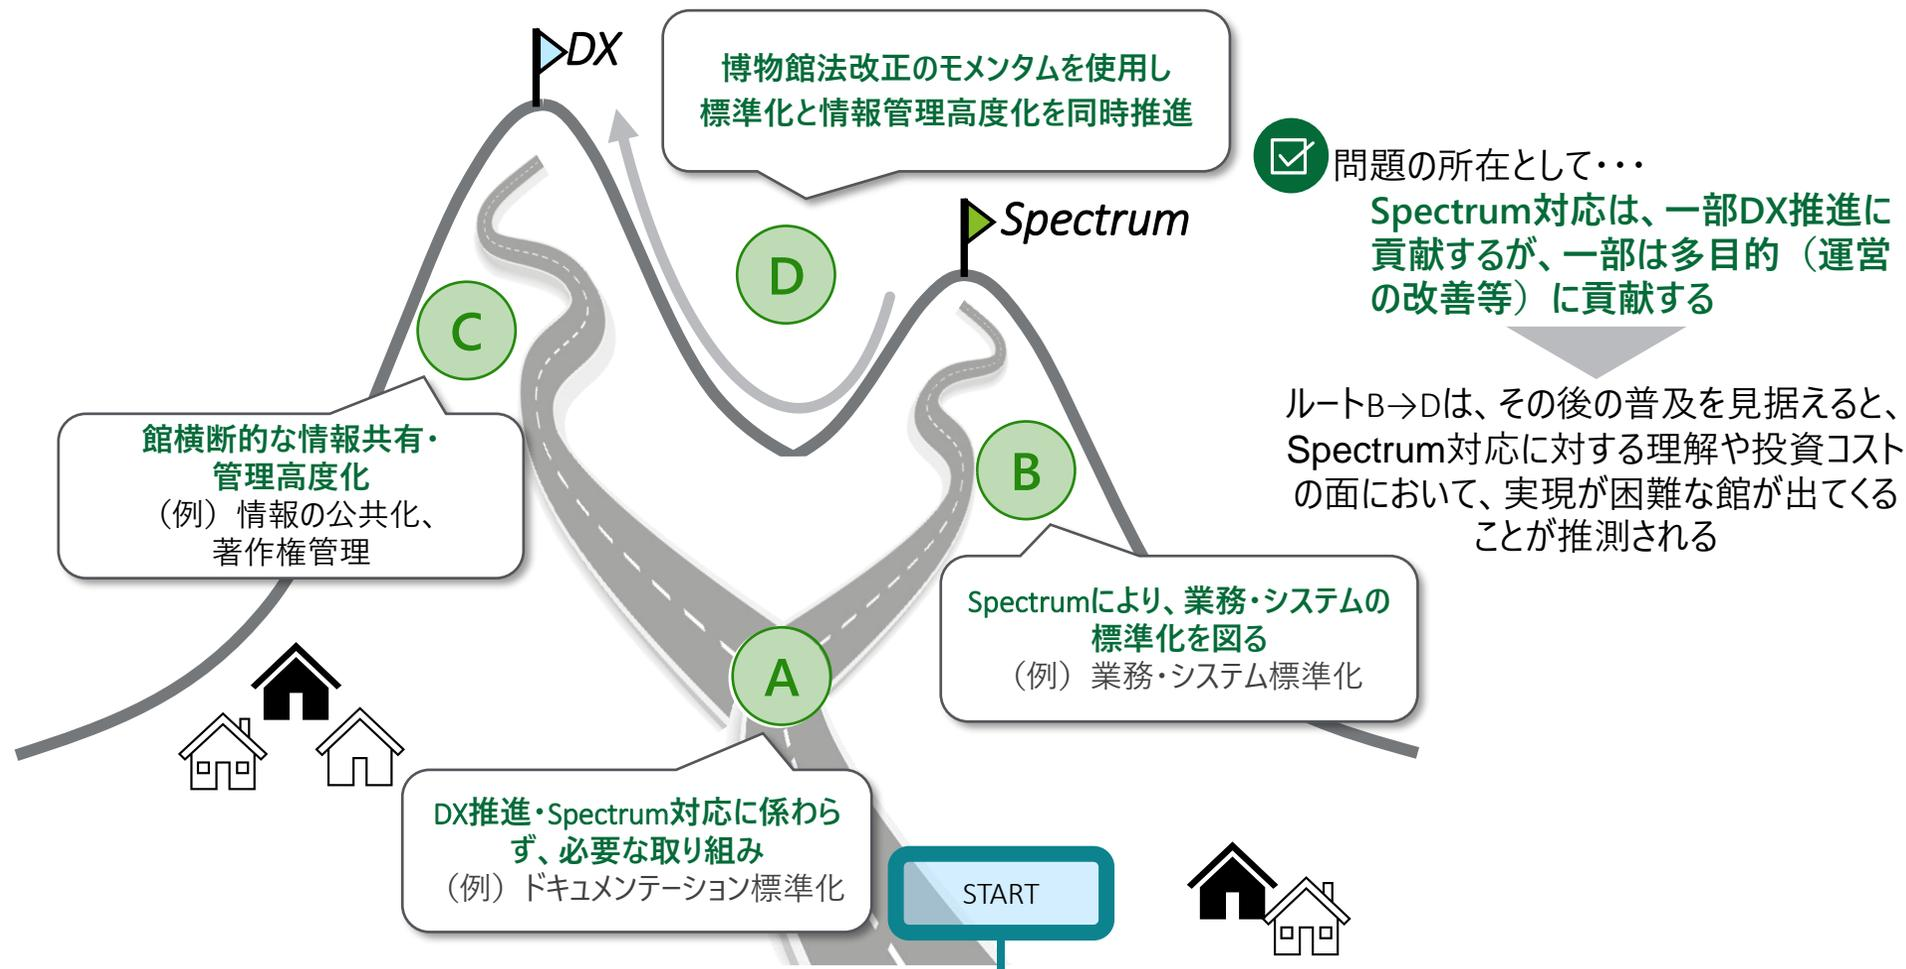 DX
博物館法改正のモメンタムを使用し
標準化と情報管理高度化を同時推進
Spectrum
D
C
館横断的な情報共有・
管理高度化
（例）情報の公共化、
著作権管理
B
Spectrumにより、業務・システムの
標準化を図る
（例）業務・システム標準化
A
DX推進・Spectrum対応に係わら
ず、必要な取り組み
（例）ドキュメンテーション標準化
START
問題の所在として・・・
Spectrum対応は、一部DX推進に
貢献するが、一部は多目的（運営
の改善等）に貢献する
ルートB→Dは、その後の普及を見据えると、
Spectrum対応に対する理解や投資コスト
の面において、実現が困難な館が出てくる
ことが推測される